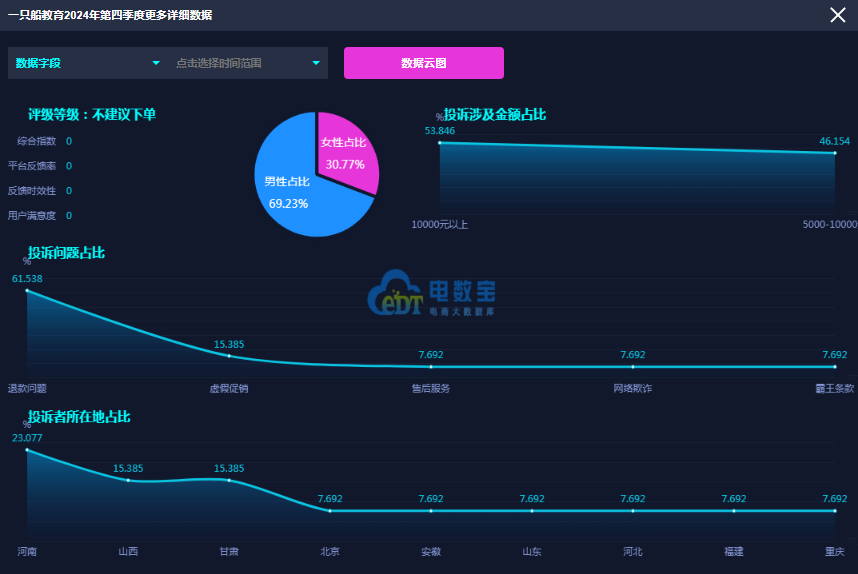 一只船教育2024年第四季度更多详细数据
数据字段
点击选择时间范围
数据云图
评级等级：不建议下单
综合指数 0
平台反馈率 0
反馈时效性 0
用户满意度 0
女性占比
30.77%
男性占比
69.23%
投诉涉及金额占比
%
53.846
46.154
10000元以上
5000-10000
投诉问题占比
%
61.538
15.385
7.692
7.692
7.692
退款问题
虚假促销
售后服务
网络欺诈
霸王条款
EDT 电数宝
电商大数据库
投诉者所在地占比
%
23.077
15.385
15.385
7.692
7.692
7.692
7.692
7.692
7.692
河南
山西
甘肃
北京
安徽
山东
河北
福建
重庆